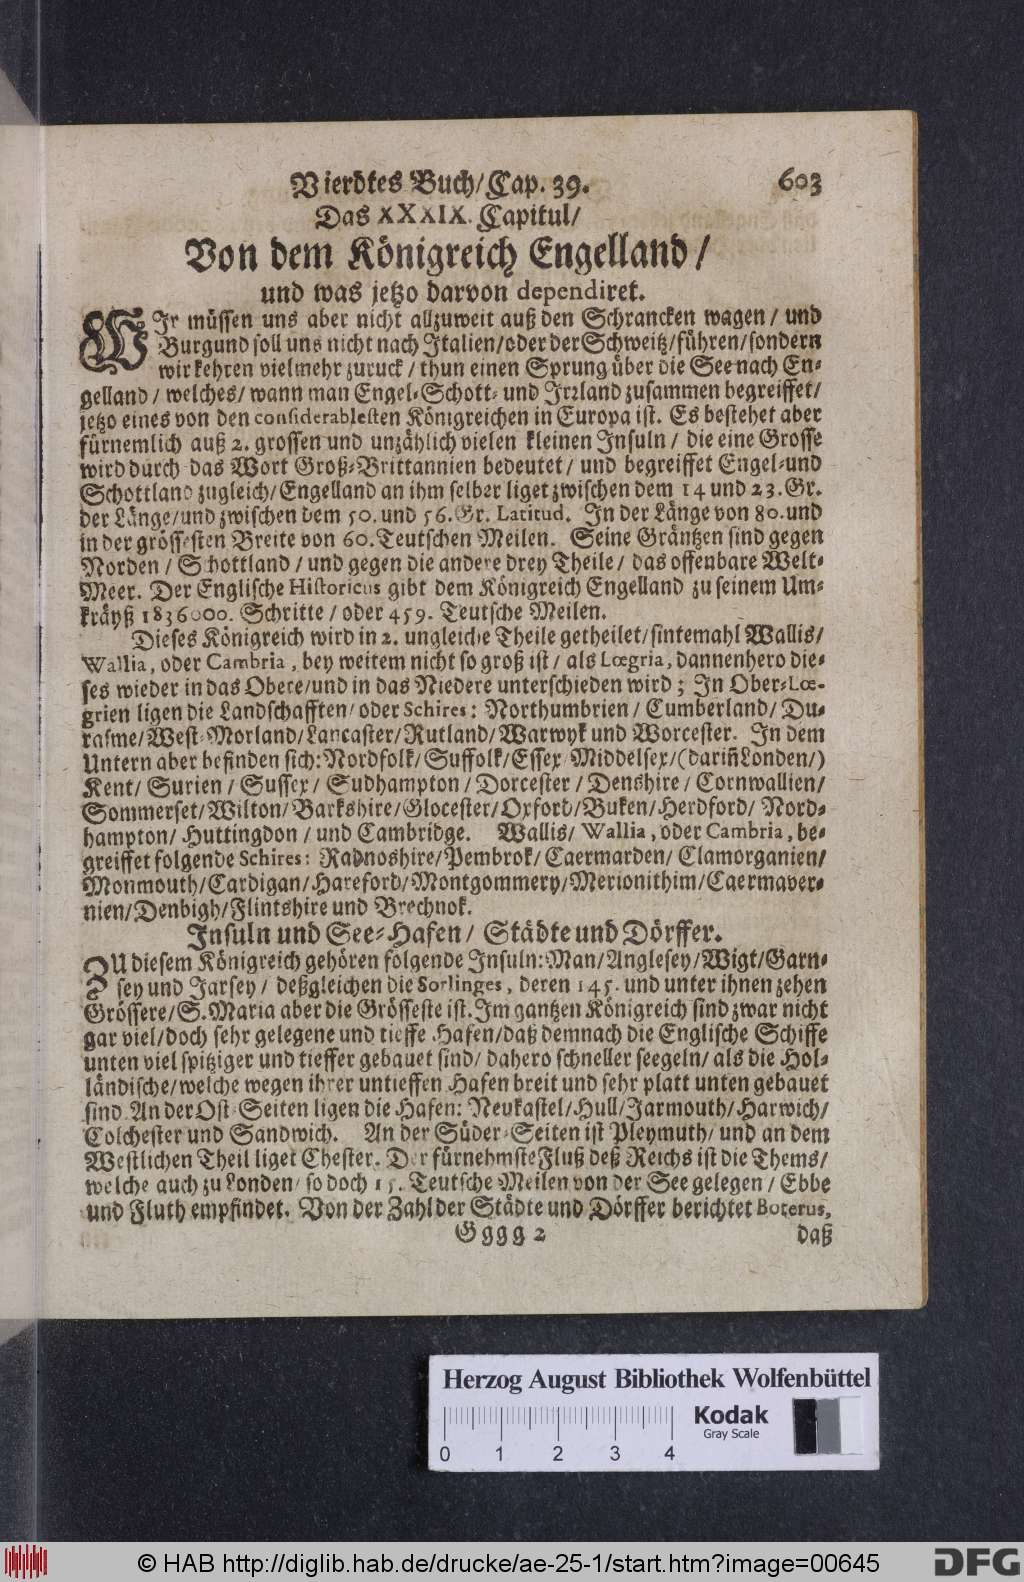 Vierdtes Buch/Cap. 39. 603
Das XXXIX. Capitul/
Von dem Königreich Engelland/
und was jetzo darvon dependiret.
WIr müssen uns aber nicht allzuweit auß den Schrancken wagen/ und
Burgund soll uns nicht nach Italien/oder der Schweitz/führen/sondern
wir kehren vielmehr zuruck/ thun einen Sprung über die See nach En-
gelland/ welches/ wann man Engel-Schott- und Irzland zusammen begreiffet/
jetzo eines von den considerablesten Königreichen in Europa ist. Es bestehet aber
fürnemlich auß 2. grossen und unzählich vielen kleinen Insuln/ die eine Grosse
wird durch das Wort Groß-Brittannien bedeutet/ und begreiffet Engel-und
Schottland zugleich/Engelland an ihm selber liget zwischen dem 14 und 23. Gr.
der Länge/und zwischen dem 50. und 56. Gr. Latitud. In der Länge von 80. und
in der grössesten Breite von 60. Teutschen Meilen. Seine Gräntzen sind gegen
Norden/ Schottland/ und gegen die andere drey Theile/ das offenbare Welt-
Meer. Der Englische Historicus gibt dem Königreich Engelland zu seinem Um-
kräyß 1836000. Schritte/ oder 459. Teutsche Meilen.
Dieses Königreich wird in 2. ungleiche Theile getheilet/sintemahl Wallis/
Wallia, oder Cambria, bey weitem nicht so groß ist/ als Lœgria, dannenhero die-
ses wieder in das Obere/und in das Niedere unterschieden wird; In Ober-Lœ-
grien ligen die Landschafften/ oder Schires: Northumbrien/ Cumberland/ Du-
rasme/West-Morland/Lancaster/Rutland/Warwyk und Worcester. In dem
Untern aber befinden sich: Nordfolk/Suffolk/Essex/Middelsex/(dariñ Londen/)
Kent/ Surien/ Sussex/ Sudhampton/ Dorcester/ Denshire/ Cornwallien/
Sommerset/Wilton/Barkshire/Glocester/Oxford/Buken/Herdford/ Nord-
hampton/ Huttingdon/ und Cambridge. Wallis/ Wallia, oder Cambria, be-
greiffet folgende Schires: Radnoshire/Pembrok/Caermarden/ Clamorganien/
Monmouth/Cardigan/Hareford/Montgommery/Merionithim/Caermaver-
nien/Denbigh/Flintshire und Brechnok.
Insuln und See-Hafen/ Städte und Dörffer.
ZU diesem Königreich gehören folgende Insuln: Man/Anglesey/Wigt/Garn-
sey und Jarsey/ deßgleichen die Sorlinges, deren 145. und unter ihnen zehen
Grössere/S. Maria aber die Grösseste ist. Im gantzen Königreich sind zwar nicht
gar viel/doch sehr gelegene und tieffe Hafen/daß demnach die Englische Schiffe
unten viel spitziger und tieffer gebauet sind/ dahero schneller seegeln/ als die Hol-
ländische/welche wegen ihrer untieffen Hafen breit und sehr platt unten gebauet
sind. An der Ost-Seiten ligen die Hafen: Neukastel/Hull/Jarmouth/Harwich/
Colchester und Sandwich. An der Süder-Seiten ist Pleymuth/ und an dem
Westlichen Theil liget Chester. Der fürnehmste Fluß deß Reichs ist die Thems/
welche auch zu Londen/ so doch 15. Teutsche Meilen von der See gelegen/ Ebbe
und Fluth empfindet. Von der Zahl der Städte und Dörffer berichtet Boterus,
Gggg 2 daß
Herzog August Bibliothek Wolfenbüttel
Kodak
Gray Scale
0 1 2 3 4
© HAB http://diglib.hab.de/drucke/ae-25-1/start.htm?image=00645
DFG